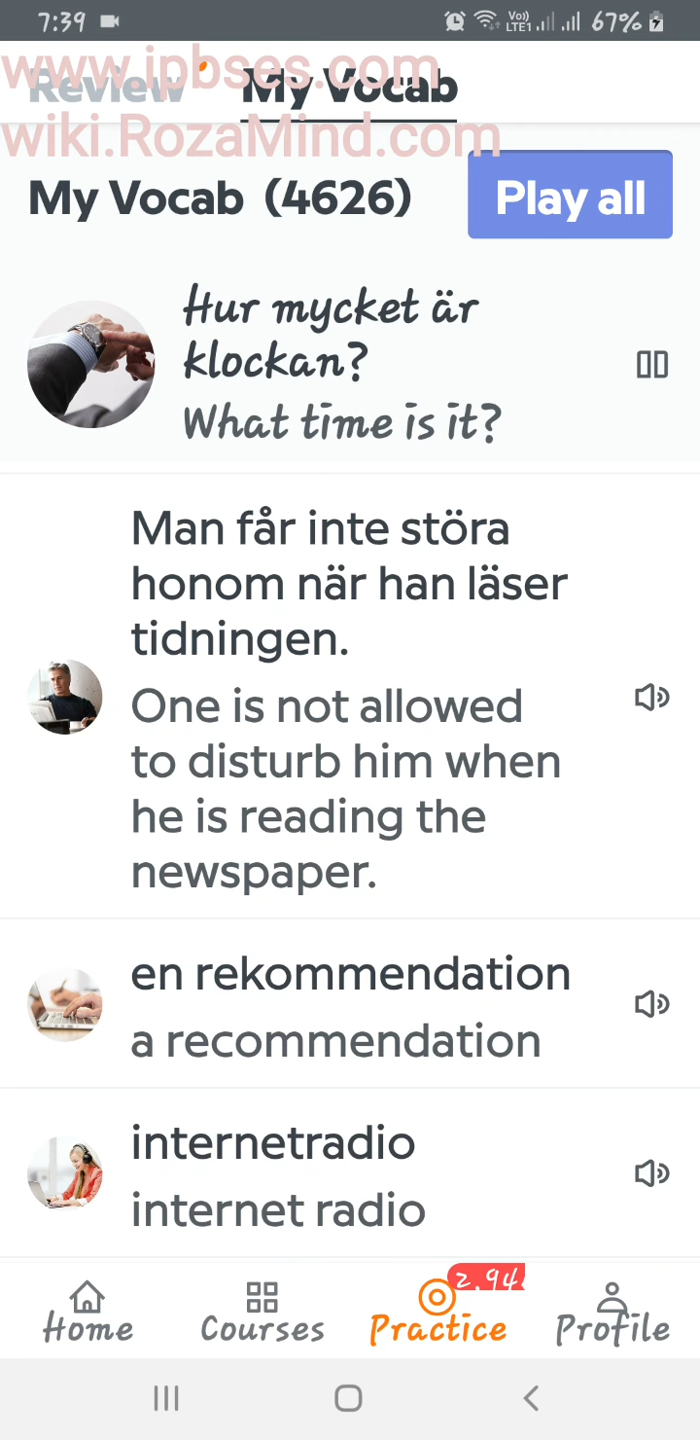 7:39
Vo))
LTE1
67%
www.ipbses.com
Review
My Vocab
wiki.RozaMind.com
My Vocab (4626)
Play all
Hur mycket är
klockan?
What time is it?
Man får inte störa
honom när han läser
tidningen.
One is not allowed
to disturb him when
he is reading the
newspaper.
en rekommendation
a recommendation
internetradio
internet radio
2,94
Home
Courses
Practice
Profile